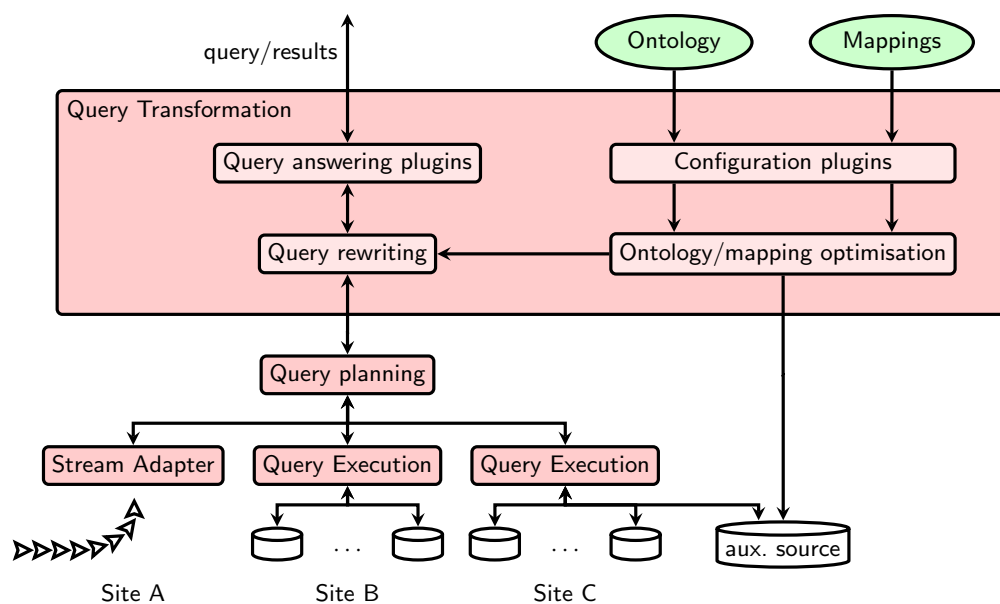 query/results
Ontology
Mappings
Query Transformation
Query answering plugins
Configuration plugins
Query rewriting
Ontology/mapping optimisation
Query planning
Stream Adapter
Query Execution
Query Execution
. . .
. . .
aux. source
Site A
Site B
Site C